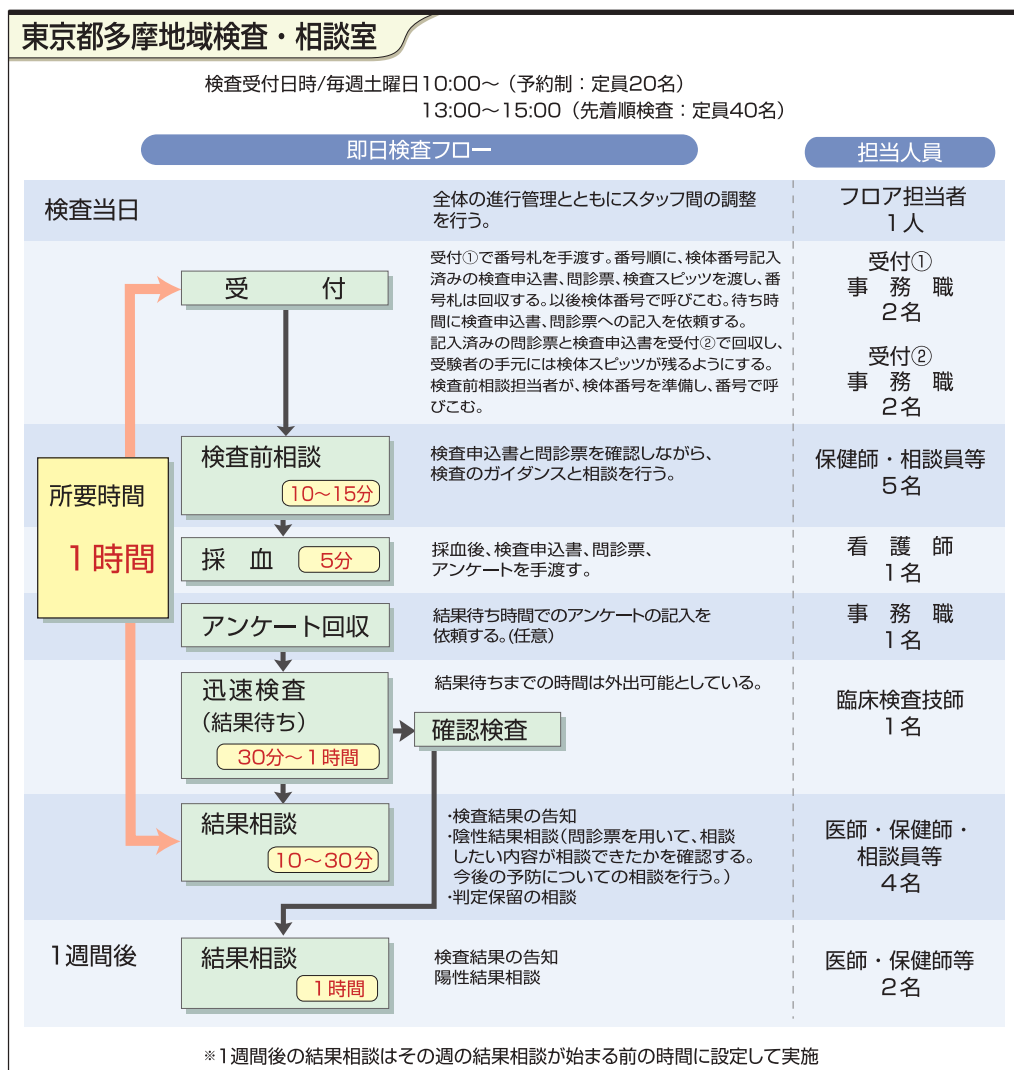 東京都多摩地域検査・相談室
検査受付日時/毎週土曜日10:00～（予約制：定員20名）
13:00～15:00（先着順検査：定員40名）
即日検査フロー
担当人員
検査当日
全体の進行管理とともにスタッフ間の調整
を行う。
フロア担当者
1人
受　付
受付①で番号札を手渡す。番号順に、検体番号記入
済みの検査申込書、問診票、検査スピッツを渡し、番
号札は回収する。以後検体番号で呼びこむ。待ち時
間に検査申込書、問診票への記入を依頼する。
記入済みの問診票と検査申込書を受付②で回収し、
受験者の手元には検体スピッツが残るようにする。
検査前相談担当者が、検体番号を準備し、番号で呼
びこむ。
受付①
事 務 職
2名
受付②
事 務 職
2名
所要時間
1時間
検査前相談
10～15分
検査申込書と問診票を確認しながら、
検査のガイダンスと相談を行う。
保健師・相談員等
5名
採 血
5分
採血後、検査申込書、問診票、
アンケートを手渡す。
看 護 師
1名
アンケート回収
結果待ち時間でのアンケートの記入を
依頼する。(任意）
事 務 職
1名
迅速検査
（結果待ち）
30分～1時間
結果待ちまでの時間は外出可能としている。
確認検査
臨床検査技師
1名
結果相談
10～30分
・検査結果の告知
・陰性結果相談（問診票を用いて、相談
したい内容が相談できたかを確認する。
今後の予防についての相談を行う。）
・判定保留の相談
医師・保健師・
相談員等
4名
1週間後
結果相談
1時間
検査結果の告知
陽性結果相談
医師・保健師等
2名
※1週間後の結果相談はその週の結果相談が始まる前の時間に設定して実施